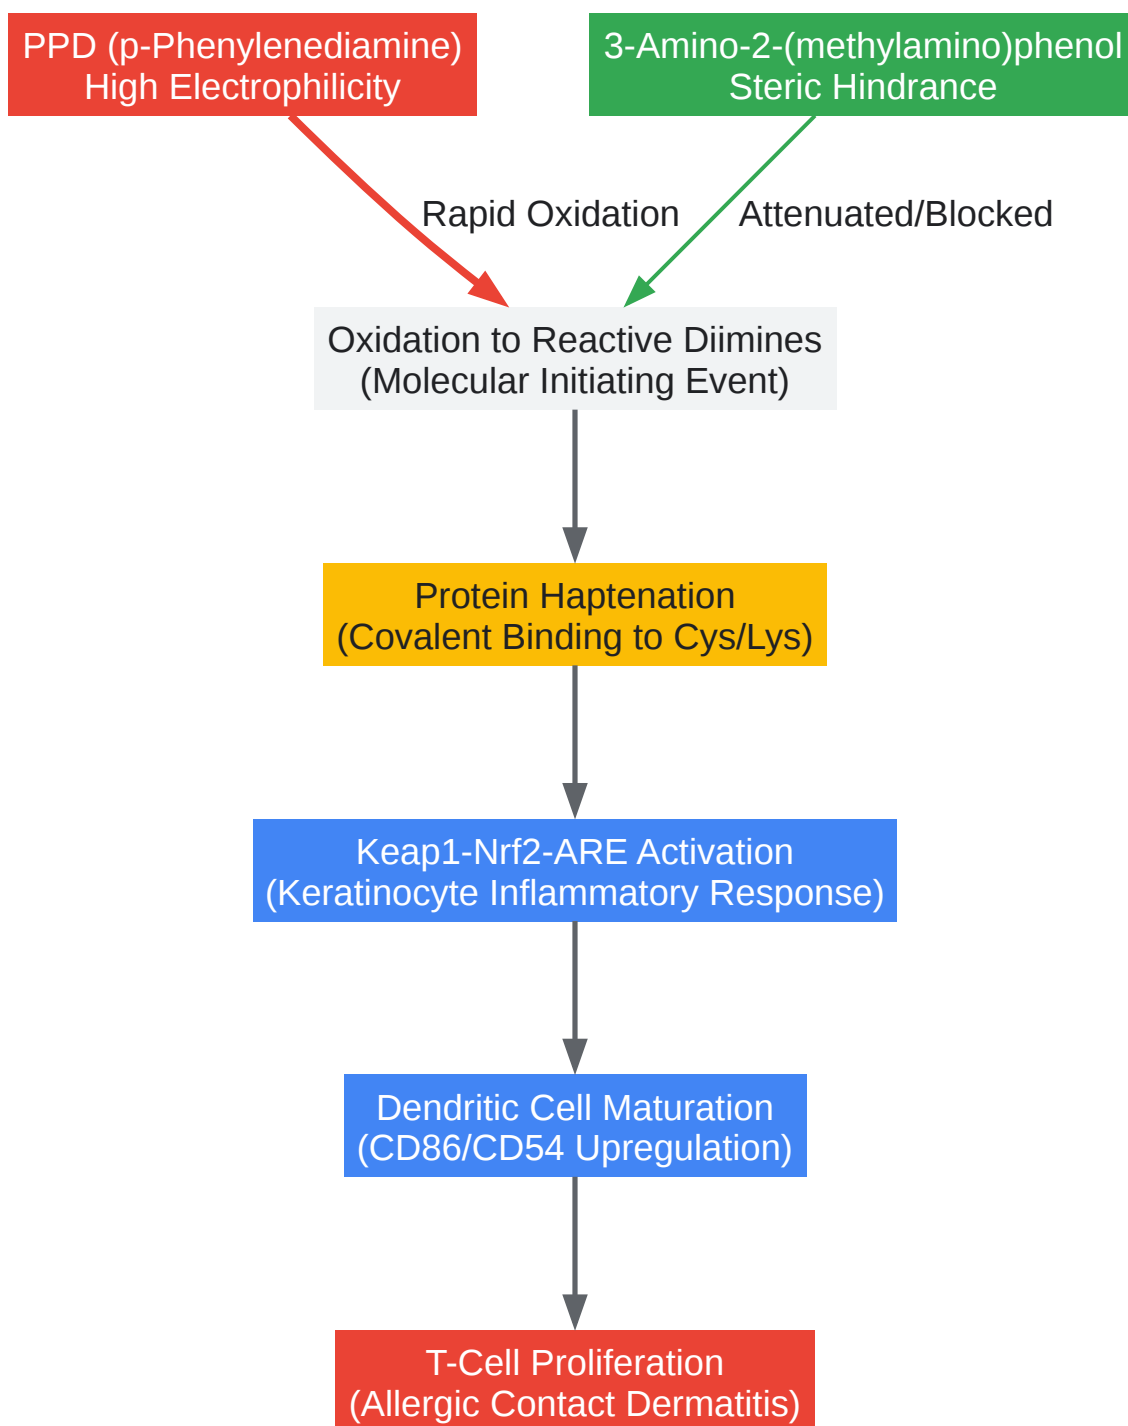 PPD (p-Phenylenediamine)
High Electrophilicity
3-Amino-2-(methylamino)phenol
Steric Hindrance
Rapid Oxidation
Attenuated/Blocked
Oxidation to Reactive Diimines
(Molecular Initiating Event)
Protein Haptenation
(Covalent Binding to Cys/Lys)
Keap1-Nrf2-ARE Activation
(Keratinocyte Inflammatory Response)
Dendritic Cell Maturation
(CD86/CD54 Upregulation)
T-Cell Proliferation
(Allergic Contact Dermatitis)